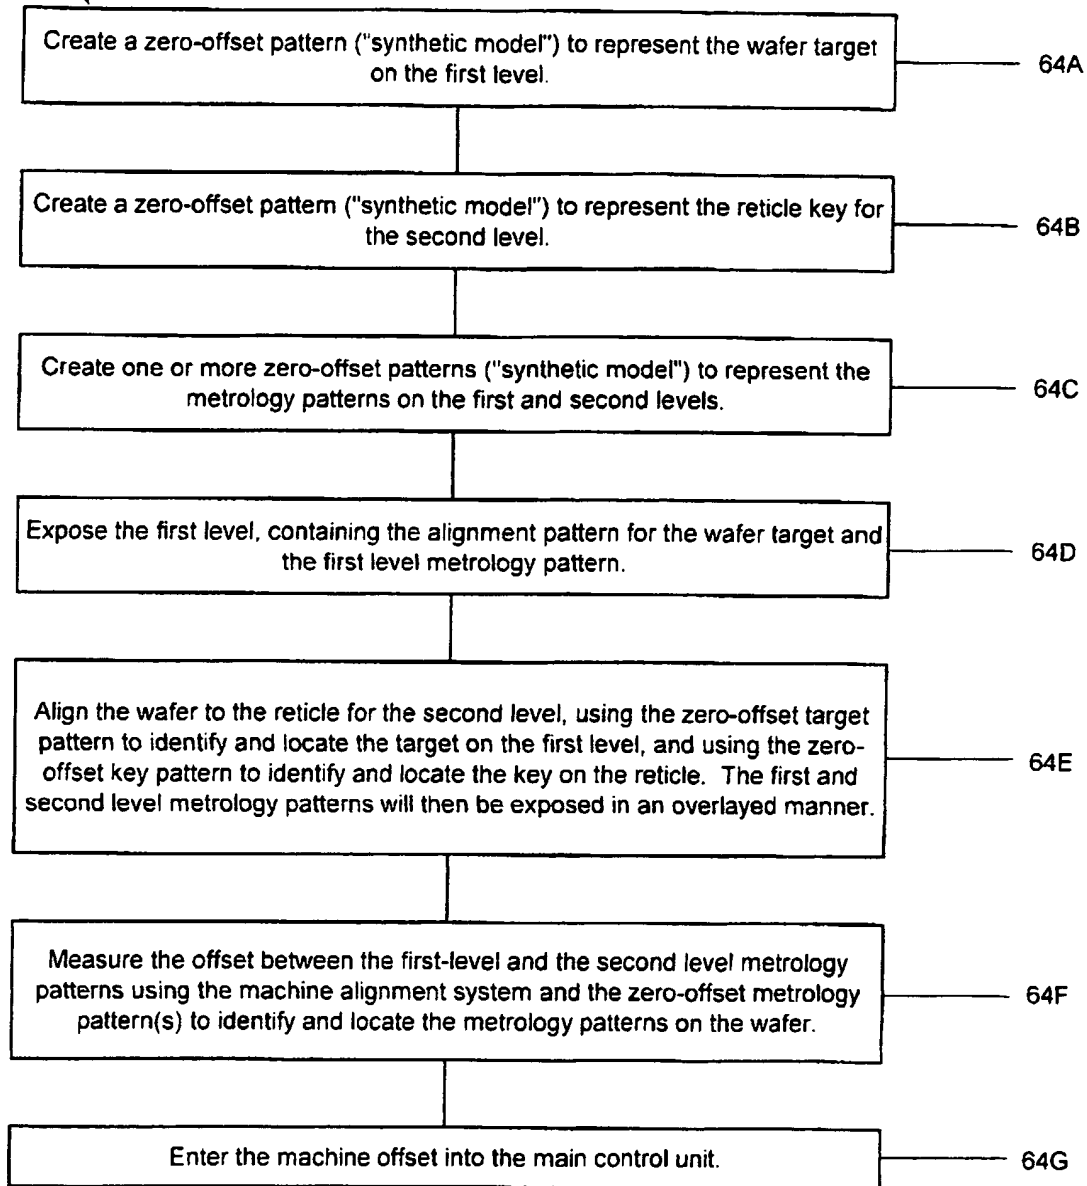 Create a zero-offset pattern ("synthetic model") to represent the wafer target
on the first level.
64A
Create a zero-offset pattern ("synthetic model") to represent the reticle key for
the second level.
64B
Create one or more zero-offset patterns ("synthetic model") to represent the
metrology patterns on the first and second levels.
64C
Expose the first level, containing the alignment pattern for the wafer target and
the first level metrology pattern.
64D
Align the wafer to the reticle for the second level, using the zero-offset target
pattern to identify and locate the target on the first level, and using the zero-
offset key pattern to identify and locate the key on the reticle. The first and
second level metrology patterns will then be exposed in an overlayed manner.
64E
Measure the offset between the first-level and the second level metrology
patterns using the machine alignment system and the zero-offset metrology
pattern(s) to identify and locate the metrology patterns on the wafer.
64F
Enter the machine offset into the main control unit.
64G